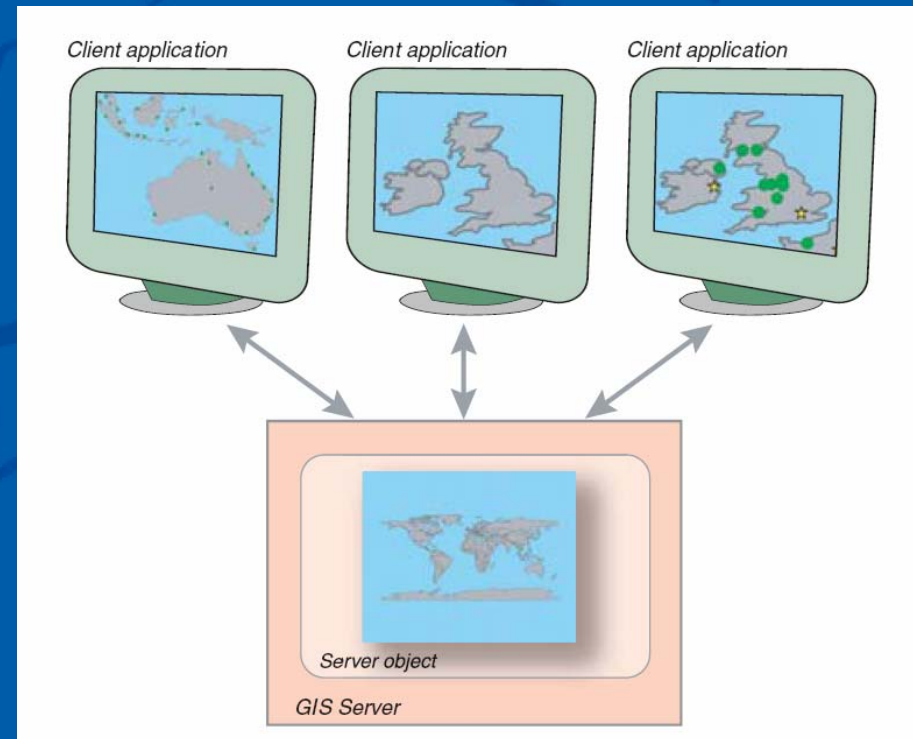 Client application
Client application
Client application
Server object
GIS Server